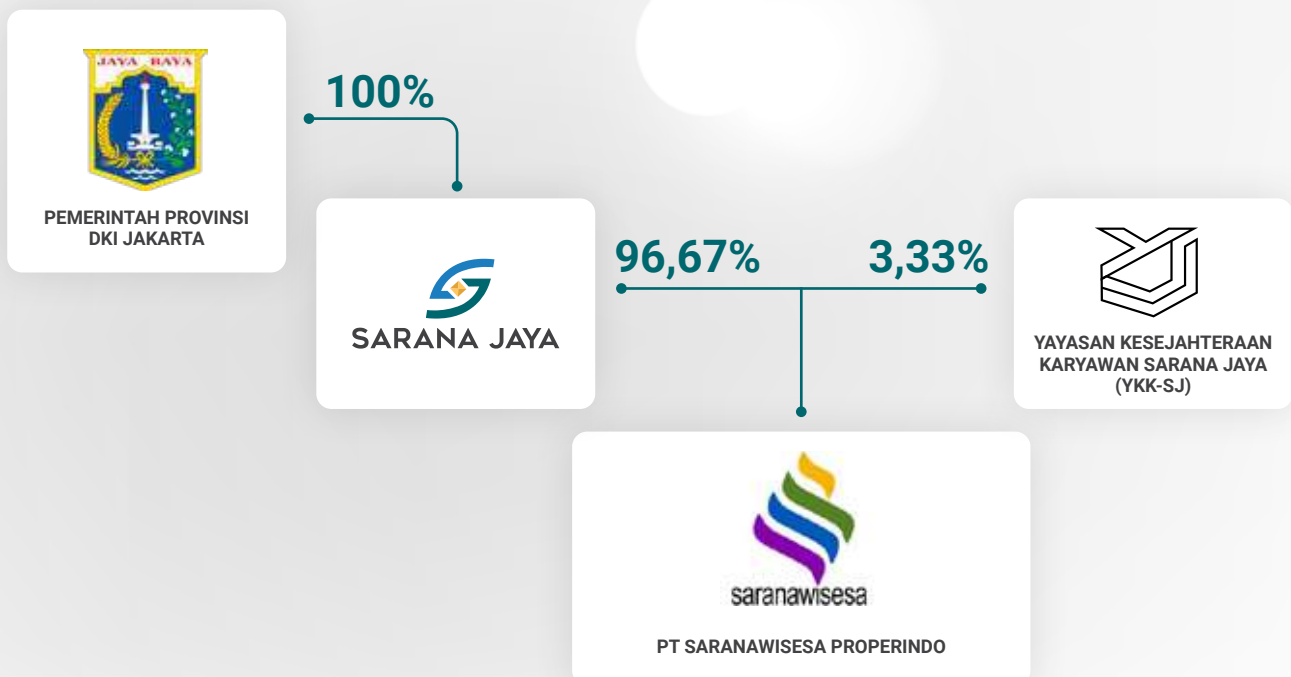 JAYA RAYA
100%
PEMERINTAH PROVINSI
DKI JAKARTA
SARANA JAYA
96,67%
3,33%
YAYASAN KESEJAHTERAAN
KARYAWAN SARANA JAYA
(YKK-SJ)
saranawisesa
PT SARANAWISESA PROPERINDO